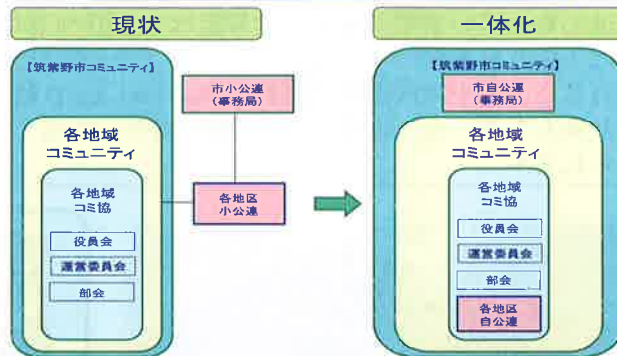 現状
【筑紫野市コミュニティ】
市小公連
(事務局)
各地域
コミュニティ
各地域
コミ協
各地区
小公連
役員会
運営委員会
部会
一体化
【筑紫野市コミュニティ】
市自公連
(事務局)
各地域
コミュニティ
各地域
コミ協
役員会
運営委員会
部会
各地区
自公連